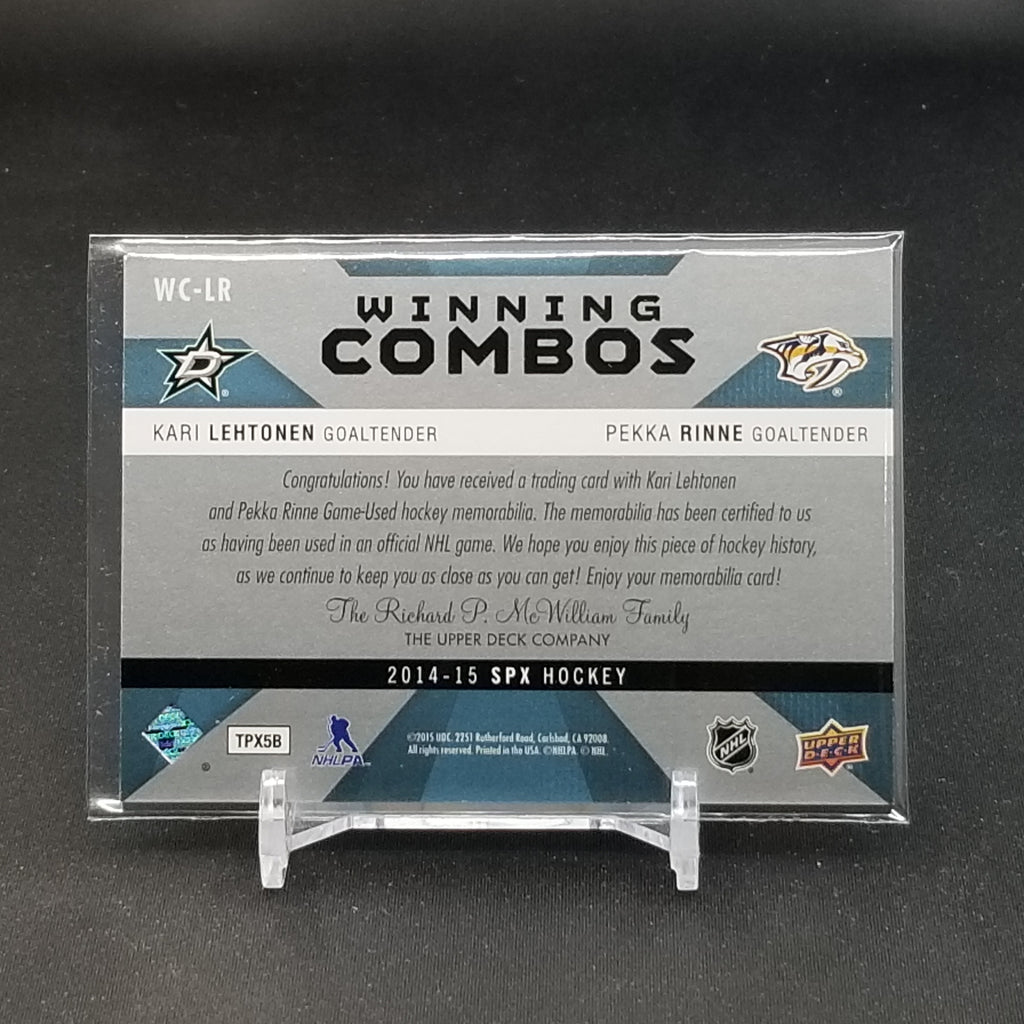 WC-LR
WINNING
COMBOS
D
KARI LEHTONEN GOALTENDER
PEKKA RINNE GOALTENDER
Congratulations! You have received a trading card with Kari Lehtonen
and Pekka Rinne Game-Used hockey memorabilia. The memorabilia has been certified to us
as having been used in an official NHL game. We hope you enjoy this piece of hockey history,
as we continue to keep you as close as you can get! Enjoy your memorabilia card!
The Richard P. McWilliam Family
THE UPPER DECK COMPANY
2014-15 SPX HOCKEY
TPX5B
NHLPA
©2015 UDC. 2251 Rutherford Road, Carlsbad, CA 92008.
All rights reserved. Printed in the USA. ©NHLPA © NHL.
NHL
UPPER
DECK